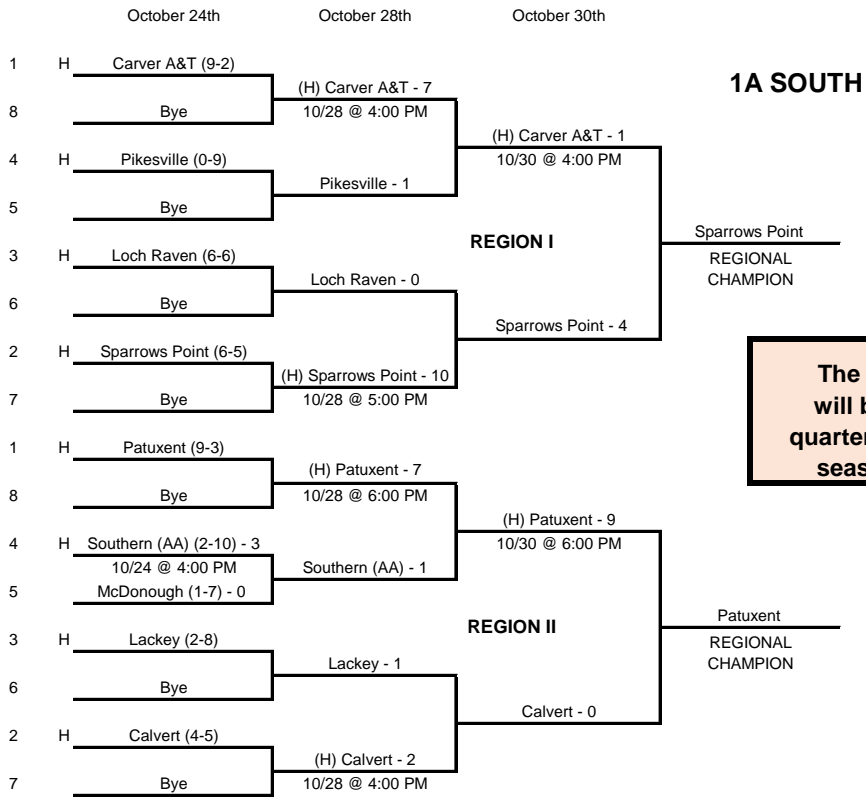 October 24th October 28th October 30th
1 H Carver A&T (9-2)
(H) Carver A&T - 7
1A SOUTH
8 Bye 10/28 @ 4:00 PM
(H) Carver A&T - 1
4 H Pikesville (0-9) 10/30 @ 4:00 PM
Pikesville - 1
5 Bye
Sparrows Point
REGION I
3 H Loch Raven (6-6) REGIONAL
Loch Raven - 0 CHAMPION
6 Bye
Sparrows Point - 4
2 H Sparrows Point (6-5)
(H) Sparrows Point - 10
The
7 Bye 10/28 @ 5:00 PM
will b
quarter
1 H Patuxent (9-3)
(H) Patuxent - 7
seas
8 Bye 10/28 @ 6:00 PM
(H) Patuxent - 9
4 H Southern (AA) (2-10) - 3 10/30 @ 6:00 PM
10/24 @ 4:00 PM Southern (AA) - 1
5 McDonough (1-7) - 0
Patuxent
REGION II
3 H Lackey (2-8) REGIONAL
Lackey - 1 CHAMPION
6 Bye
Calvert - 0
2 H Calvert (4-5)
(H) Calvert - 2
7 Bye 10/28 @ 4:00 PM